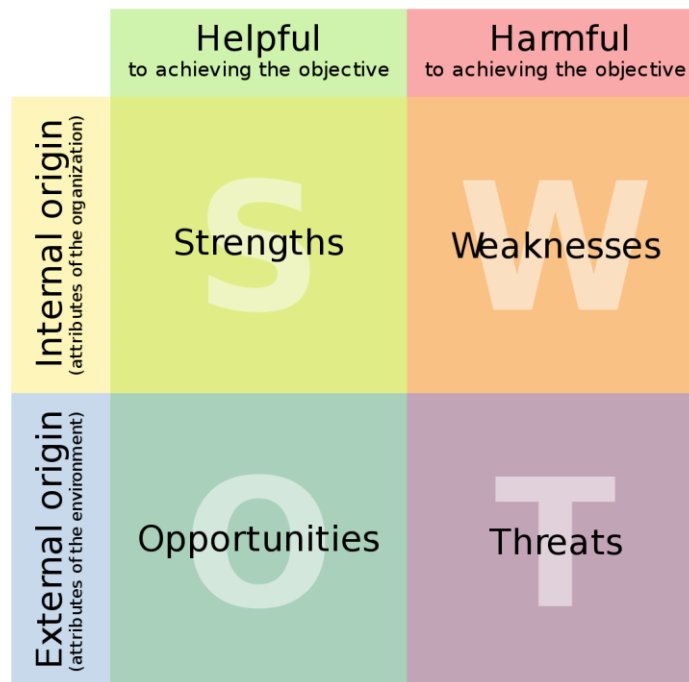 Helpful
to achieving the objective
Harmful
to achieving the objective
Internal origin
(attributes of the organization)
S
Strengths
W
Weaknesses
External origin
(attributes of the environment)
O
Opportunities
T
Threats